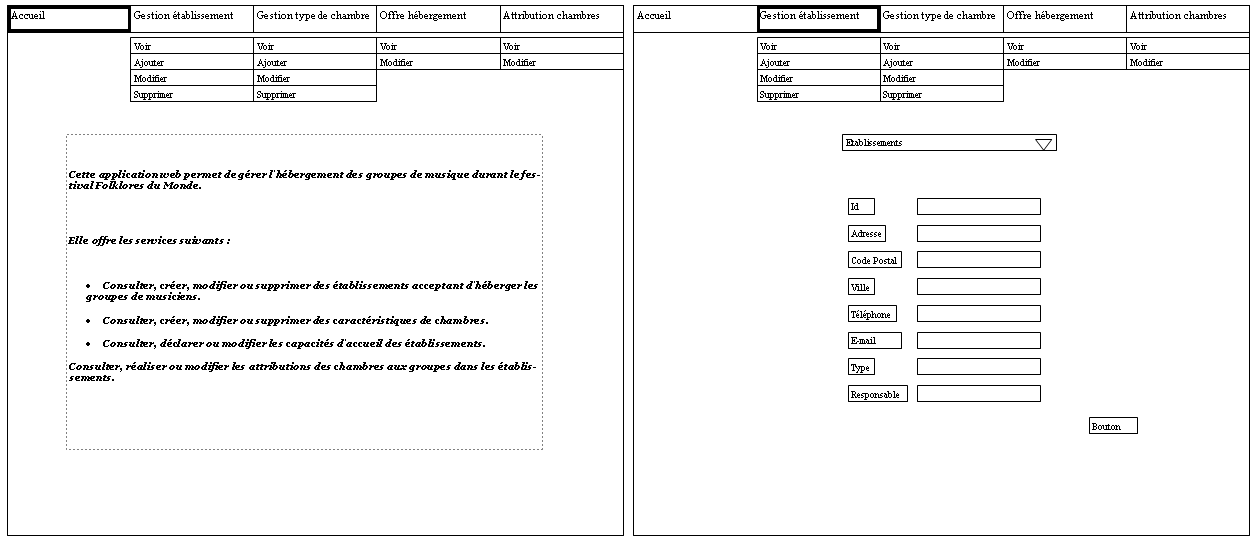 Accueil Gestion établissement Gestion type de chambre Offre hébergement Attribution chambres
Voir Voir Voir Voir
Ajouter Ajouter Modifier Modifier
Modifier Modifier
Supprimer Supprimer
Cette application web permet de gérer l'hébergement des groupes de musique durant le fes-
tival Folklores du Monde.
Elle offre les services suivants :
• Consulter, créer, modifier ou supprimer des établissements acceptant d'héberger les
groupes de musiciens.
• Consulter, créer, modifier ou supprimer des caractéristiques de chambres.
• Consulter, déclarer ou modifier les capacités d'accueil des établissements.
Consulter, réaliser ou modifier les attributions des chambres aux groupes dans les établis-
sements.
Accueil Gestion établissement Gestion type de chambre Offre hébergement Attribution chambres
Voir Voir Voir Voir
Ajouter Ajouter Modifier Modifier
Modifier Modifier
Supprimer Supprimer
Etablissements
Id
Adresse
Code Postal
Ville
Téléphone
E-mail
Type
Responsable
Bouton